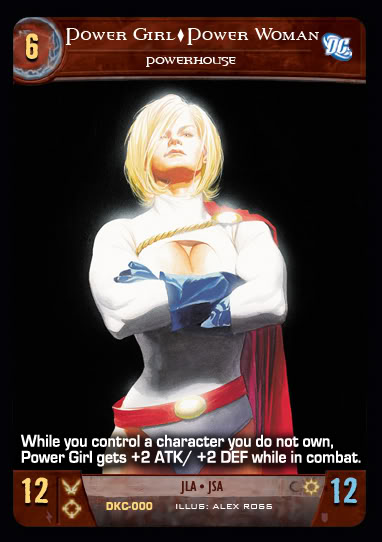 6
Power Girl♦Power Woman
DC
POWERHOUSE
While you control a character you do not own,
Power Girl gets +2 ATK/ +2 DEF while in combat.
12
JLA • JSA
C
12
DKC-000 ILLUS: ALEX ROSS